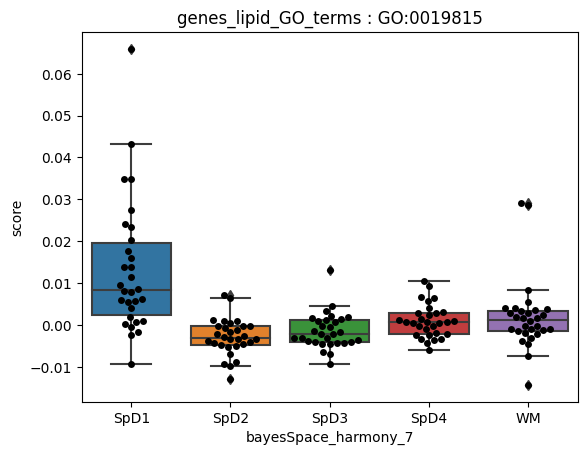 genes_lipid_GO_terms : GO:0019815
score
0.06
0.05
0.04
0.03
0.02
0.01
0.00
−0.01
SpD1 SpD2 SpD3 SpD4 WM
bayesSpace_harmony_7